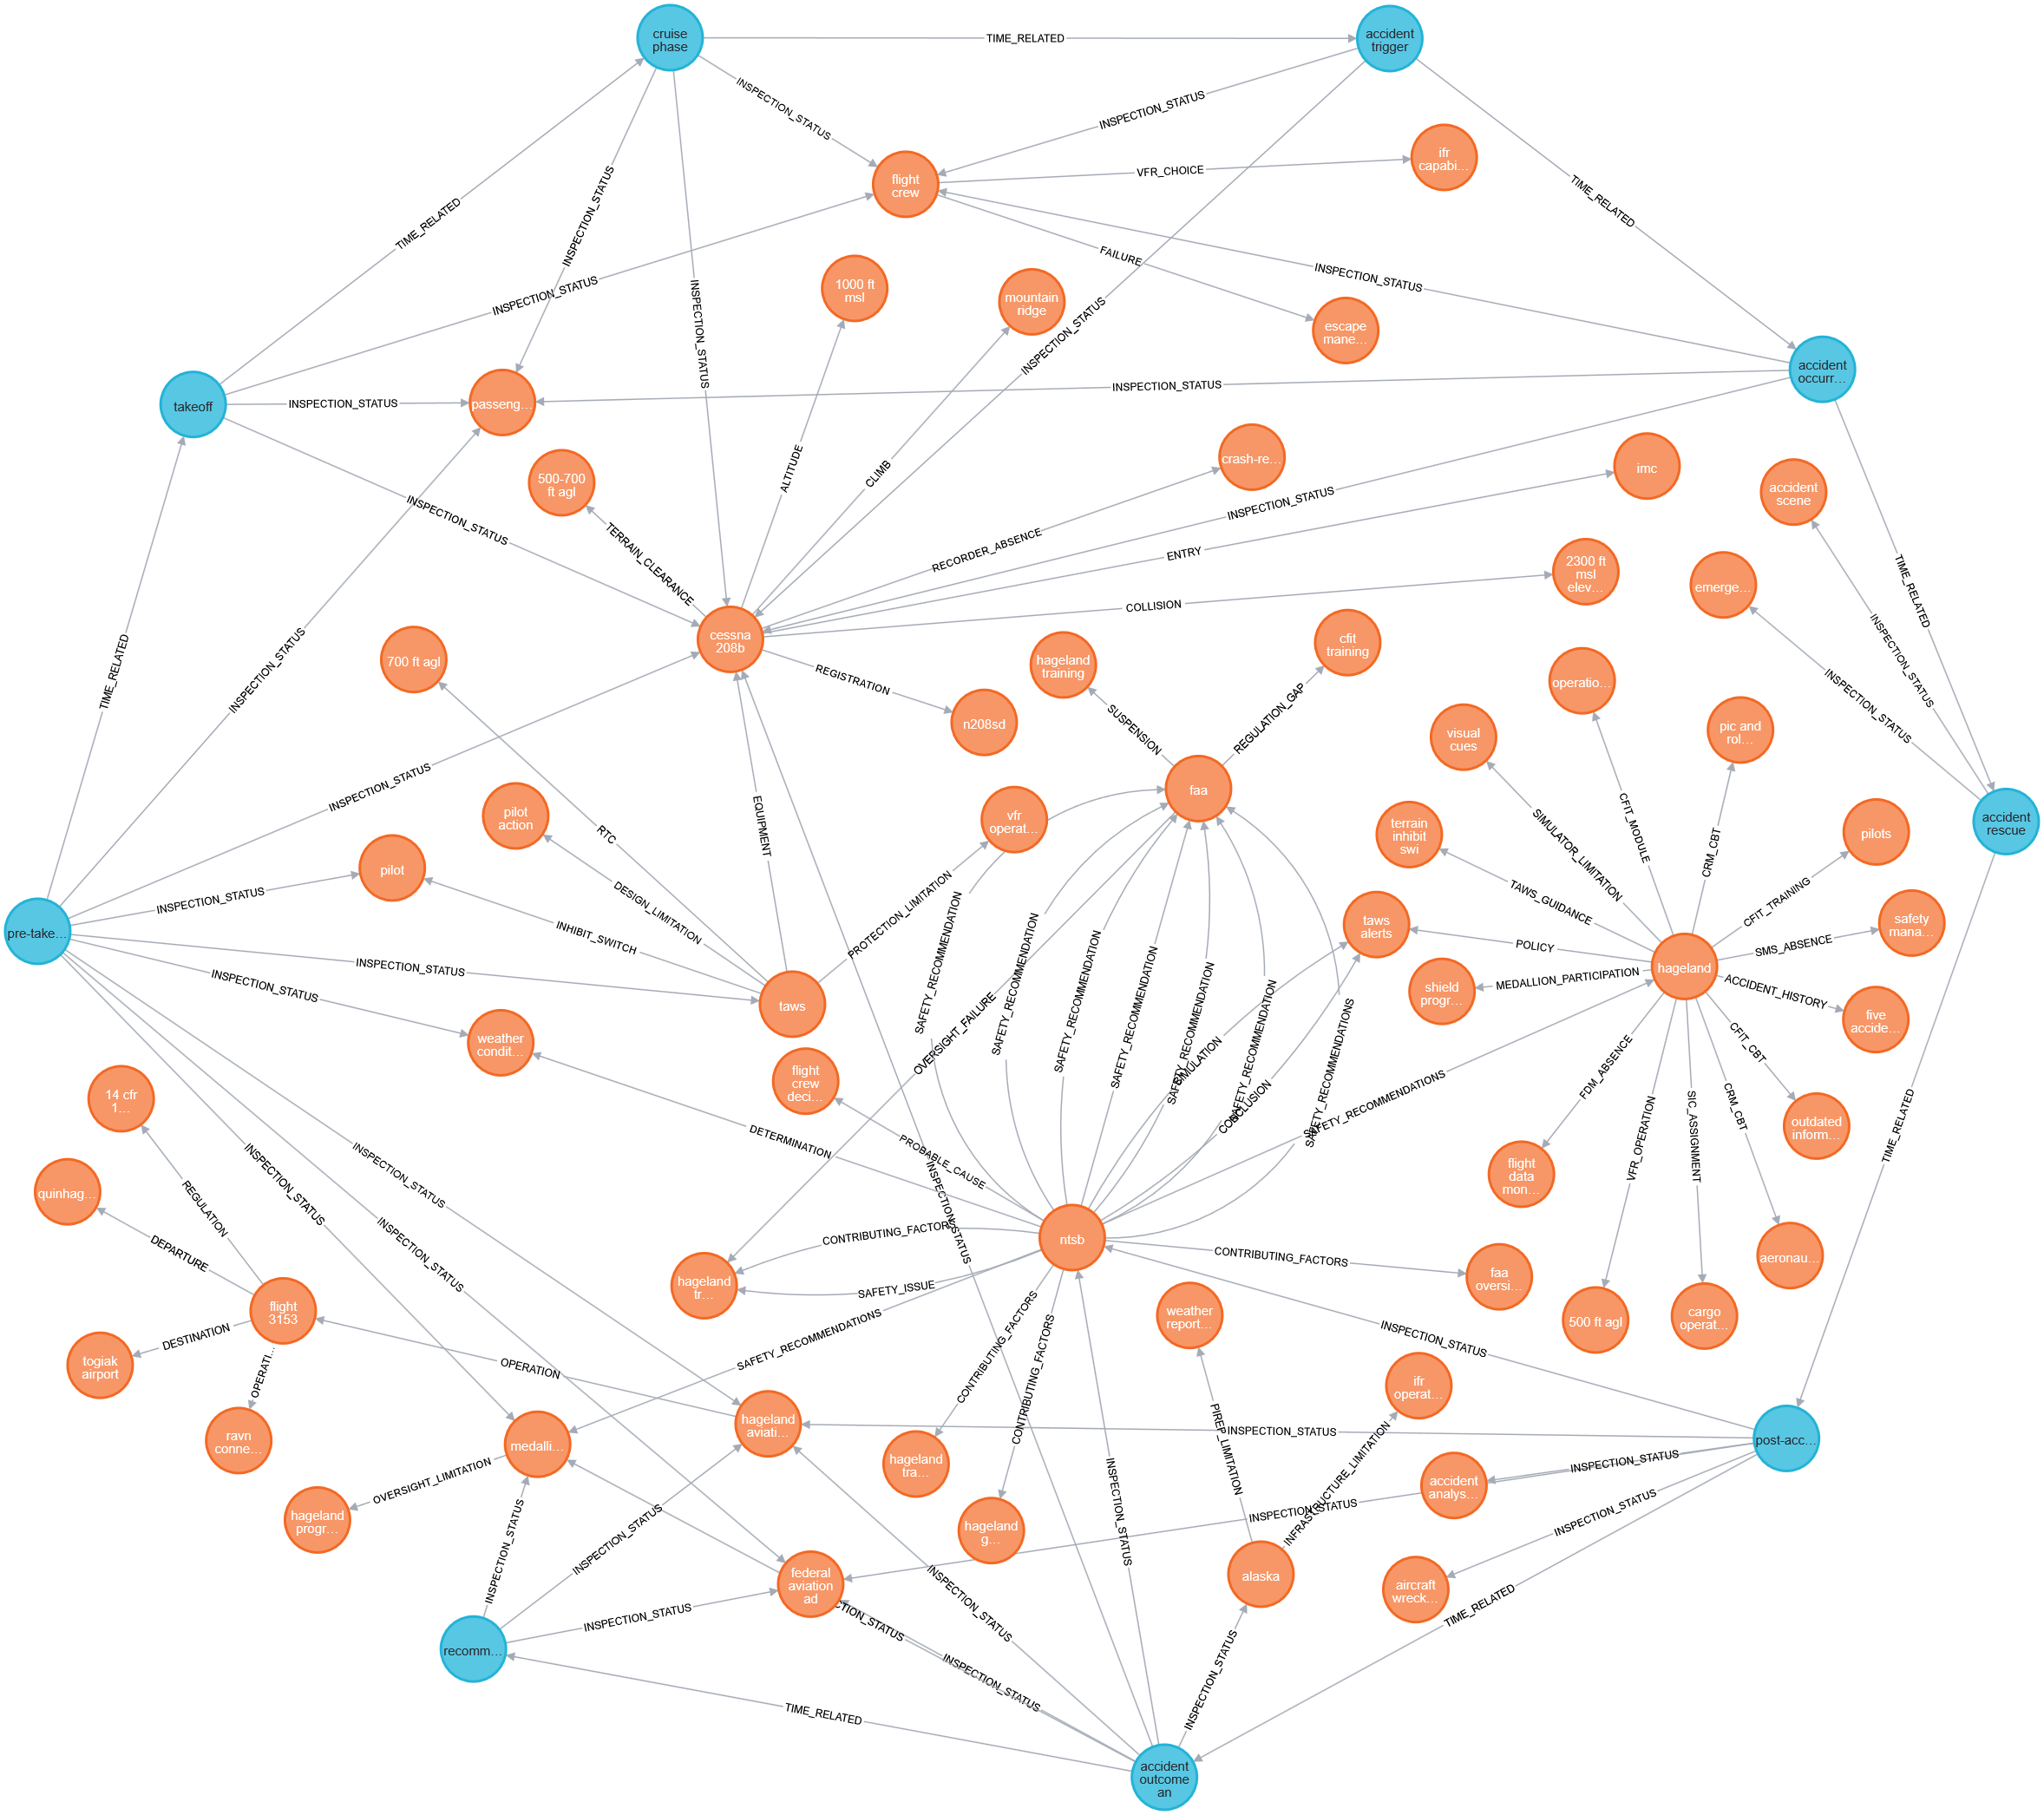 cruise
phase
TIME_RELATED
accident
trigger
INSPECTION_STATUS
INSPECTION_STATUS
ifr
capabi...
VFR_CHOICE
flight
crew
TIME_RELATED
TIME_RELATED
INSPECTION_STATUS
FAILURE
INSPECTION_STATUS
INSPECTION_STATUS
1000 ft
msl
mountain
ridge
INSPECTION_STATUS
INSPECTION_STATUS
escape
mane...
accident
occurr...
takeoff
INSPECTION_STATUS
passeng...
INSPECTION_STATUS
ALTITUDE
CLIMB
crash-re...
imc
500-700
ft agl
accident
scene
INSPECTION_STATUS
TERRAIN_CLEARANCE
RECORDER_ABSENCE
INSPECTION_STATUS
ENTRY
2300 ft
msl
elev...
emerge...
TIME_RELATED
INSPECTION_STATUS
INSPECTION_STATUS
COLLISION
cessna
208b
700 ft agl
TIME_RELATED
INSPECTION_STATUS
REGISTRATION
n208sd
hageland
training
cfit
training
SUSPENSION
REGULATION_GAP
operatio...
pic and
rol...
visual
cues
INSPECTION_STATUS
EQUIPMENT
RTC
pilot
action
vfr
operat...
faa
terrain
inhibit
swi
SIMULATOR_LIMITATION
CFIT_MODULE
CRM_CBT
pilots
accident
rescue
pilot
INSPECTION_STATUS
DESIGN_LIMITATION
INHIBIT_SWITCH
PROTECTION_LIMITATION
TAWS_GUIDANCE
CFIT_TRAINING
pre-take...
taws
alerts
POLICY
SMS_ABSENCE
safety
mana...
hageland
INSPECTION_STATUS
INSPECTION_STATUS
taws
shield
progr...
MEDALLION_PARTICIPATION
ACCIDENT_HISTORY
five
accide...
weather
condit...
OVERSIGHT_FAILURE
SAFETY_RECOMMENDATION
SAFETY_RECOMMENDATION
SAFETY_RECOMMENDATION
SAFETY_RECOMMENDATION
SAFETY_RECOMMENDATION
SAFETY_RECOMMENDATION
SAFETY_RECOMMENDATIONS
SIMULATION
CONCLUSION
SAFETY_RECOMMENDATIONS
flight
crew
deci...
FDM_ABSENCE
CFIT_CBT
CRM_CBT
VFR_OPERATION
SIC_ASSIGNMENT
outdated
inform...
14 cfr
1...
DETERMINATION
PROBABLE_CAUSE
TIME_RELATED
flight
data
mon...
quinhag...
REGULATION
DEPARTURE
INSPECTION_STATUS
INSPECTION_STATUS
INSPECTION_STATUS
INSPECTION_STATUS
ntsb
CONTRIBUTING_FACTORS
CONTRIBUTING_FACTORS
faa
oversi...
aeronau...
hageland
tr...
SAFETY_ISSUE
flight
3153
weather
report...
500 ft agl
cargo
operat...
DESTINATION
togiak
airport
OPERATI...
OPERATION
SAFETY_RECOMMENDATIONS
CONTRIBUTING_FACTORS
CONTRIBUTING_FACTORS
INSPECTION_STATUS
ifr
operat...
ravn
conne...
medalli...
hageland
aviati...
INSPECTION_STATUS
post-acc...
PIREP_LIMITATION
INFRASTRUCTURE_LIMITATION
hageland
tra...
OVERSIGHT_LIMITATION
hageland
progr...
accident
analys...
INSPECTION_STATUS
INSPECTION_STATUS
hageland
g...
INSPECTION_STATUS
INSPECTION_STATUS
INSPECTION_STATUS
INSPECTION_STATUS
federal
aviation
ad
INSPECTION_STATUS
alaska
aircraft
wreck...
INSPECTION_STATUS
TIME_RELATED
INSPECTION_STATUS
recomm...
CTION_STATUS
INSPECTION_STATUS
INSPECTION_STATUS
TIME_RELATED
accident
outcome
an